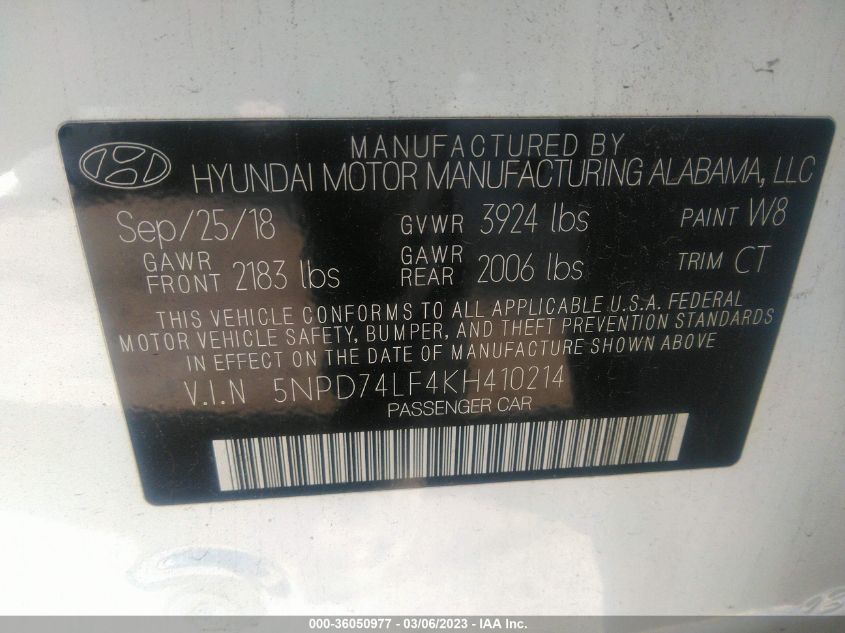 MANUFACTURED BY
HYUNDAI MOTOR MANUFACTURING ALABAMA, LLC
Sep/25/18 GVWR 3924 lbs PAINT W8
GAWR FRONT 2183 lbs GAWR REAR 2006 lbs TRIM CT
THIS VEHICLE CONFORMS TO ALL APPLICABLE U.S.A. FEDERAL
MOTOR VEHICLE SAFETY, BUMPER, AND THEFT PREVENTION STANDARDS
IN EFFECT ON THE DATE OF MANUFACTURE SHOWN ABOVE
V.I.N 5NPD74LF4KH410214
PASSENGER CAR
000-36050977 - 03/06/2023 - IAA Inc.